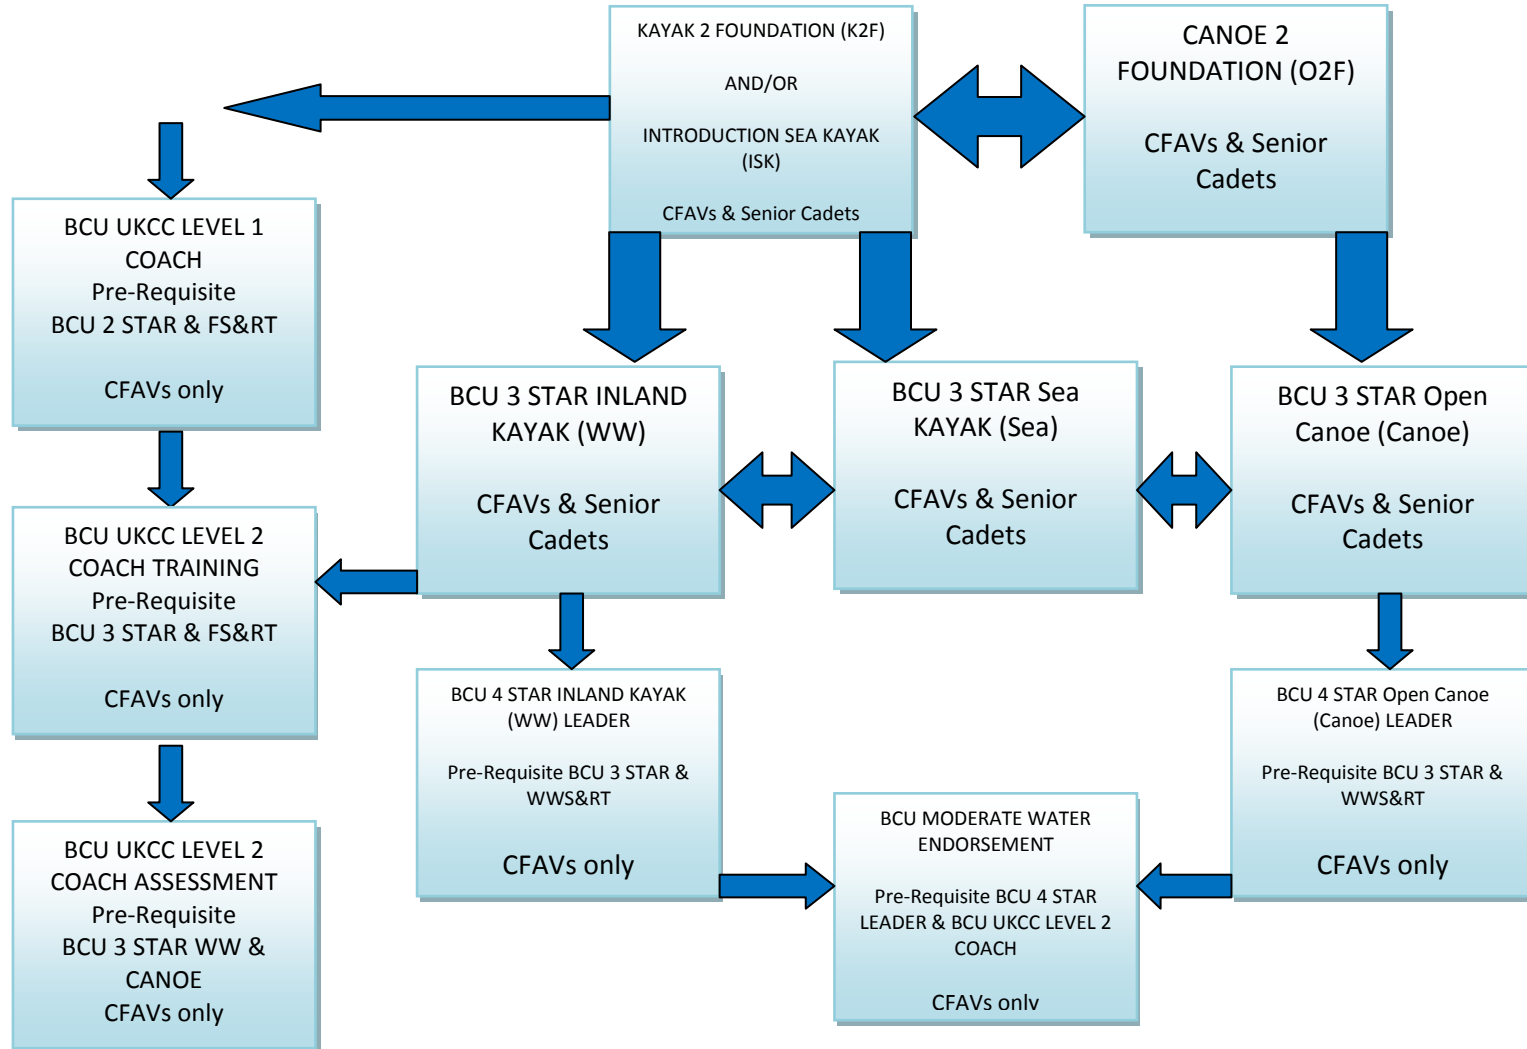 KAYAK 2 FOUNDATION (K2F)
AND/OR
INTRODUCTION SEA KAYAK
(ISK)
CFAVs & Senior Cadets
CANOE 2
FOUNDATION (O2F)
CFAVs & Senior
Cadets
BCU UKCC LEVEL 1
COACH
Pre-Requisite
BCU 2 STAR & FS&RT
CFAVs only
BCU 3 STAR INLAND
KAYAK (WW)
CFAVs & Senior
Cadets
BCU 3 STAR Sea
KAYAK (Sea)
CFAVs & Senior
Cadets
BCU 3 STAR Open
Canoe (Canoe)
CFAVs & Senior
Cadets
BCU UKCC LEVEL 2
COACH TRAINING
Pre-Requisite
BCU 3 STAR & FS&RT
CFAVs only
BCU 4 STAR INLAND KAYAK
(WW) LEADER
Pre-Requisite BCU 3 STAR &
WWS&RT
CFAVs only
BCU 4 STAR Open Canoe
(Canoe) LEADER
Pre-Requisite BCU 3 STAR &
WWS&RT
CFAVs only
BCU UKCC LEVEL 2
COACH ASSESSMENT
Pre-Requisite
BCU 3 STAR WW &
CANOE
CFAVs only
BCU MODERATE WATER
ENDORSEMENT
Pre-Requisite BCU 4 STAR
LEADER & BCU UKCC LEVEL 2
COACH
CFAVs only